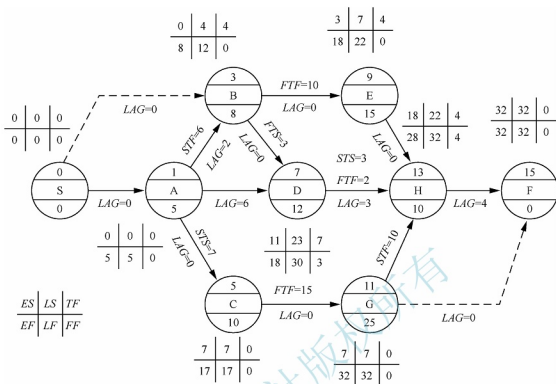 0 4 4
8 12 0
3 7 4
18 22 0
3
B
8
FTF=10
LAG=0
9
E
15
LAG=0
0 0 0
0 0 0
STF=6
LAG=2
FTS=3
LAG=0
18 22 4
28 32 4
LAG=0
32 32 0
32 32 0
0
S
0
LAG=0
1
A
5
LAG=6
7
D
12
STS=3
FTF=2
LAG=3
13
H
10
LAG=4
15
F
0
0 0 0
5 5 0
STS=7
LAG=0
11 23 7
18 30 3
STF=10
ES LS TF
EF LF FF
5
C
10
FTF=15
LAG=0
11
G
25
LAG=0
7 7 0
17 17 0
7 7 0
32 32 0
社版权所有